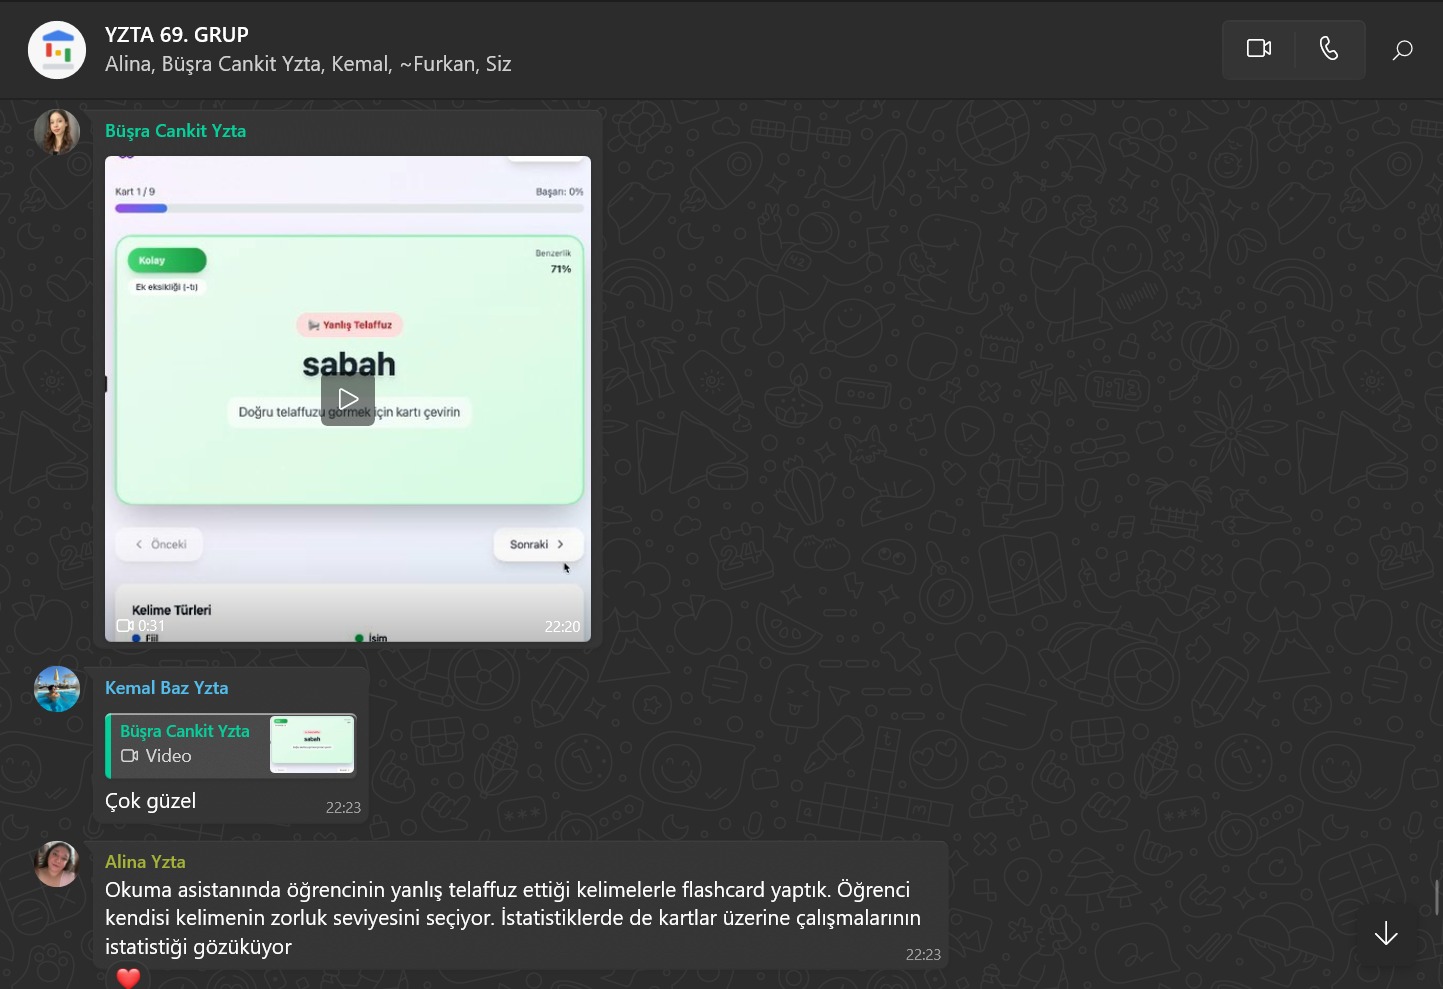 YZTA 69. GRUP
Alina, Büşra Cankit Yzta, Kemal, ~Furkan, Siz
Büşra Cankit Yzta
Kart 1 / 9
Başarı: 0%
Kolay
Benzerlik
71%
Ek eksikliği (-tı)
Yanlış Telaffuz
sabah
Doğru telaffuzu görmek için kartı çevirin
Önceki
Sonraki
Kelime Türleri
Fiil
İsim
0:31
22:20
Kemal Baz Yzta
Büşra Cankit Yzta
Video
Çok güzel
22:23
Alina Yzta
Okuma asistanında öğrencinin yanlış telaffuz ettiği kelimelerle flashcard yaptık. Öğrenci
kendisi kelimenin zorluk seviyesini seçiyor. İstatistiklerde de kartlar üzerine çalışmalarının
istatistiği gözüküyor
22:23